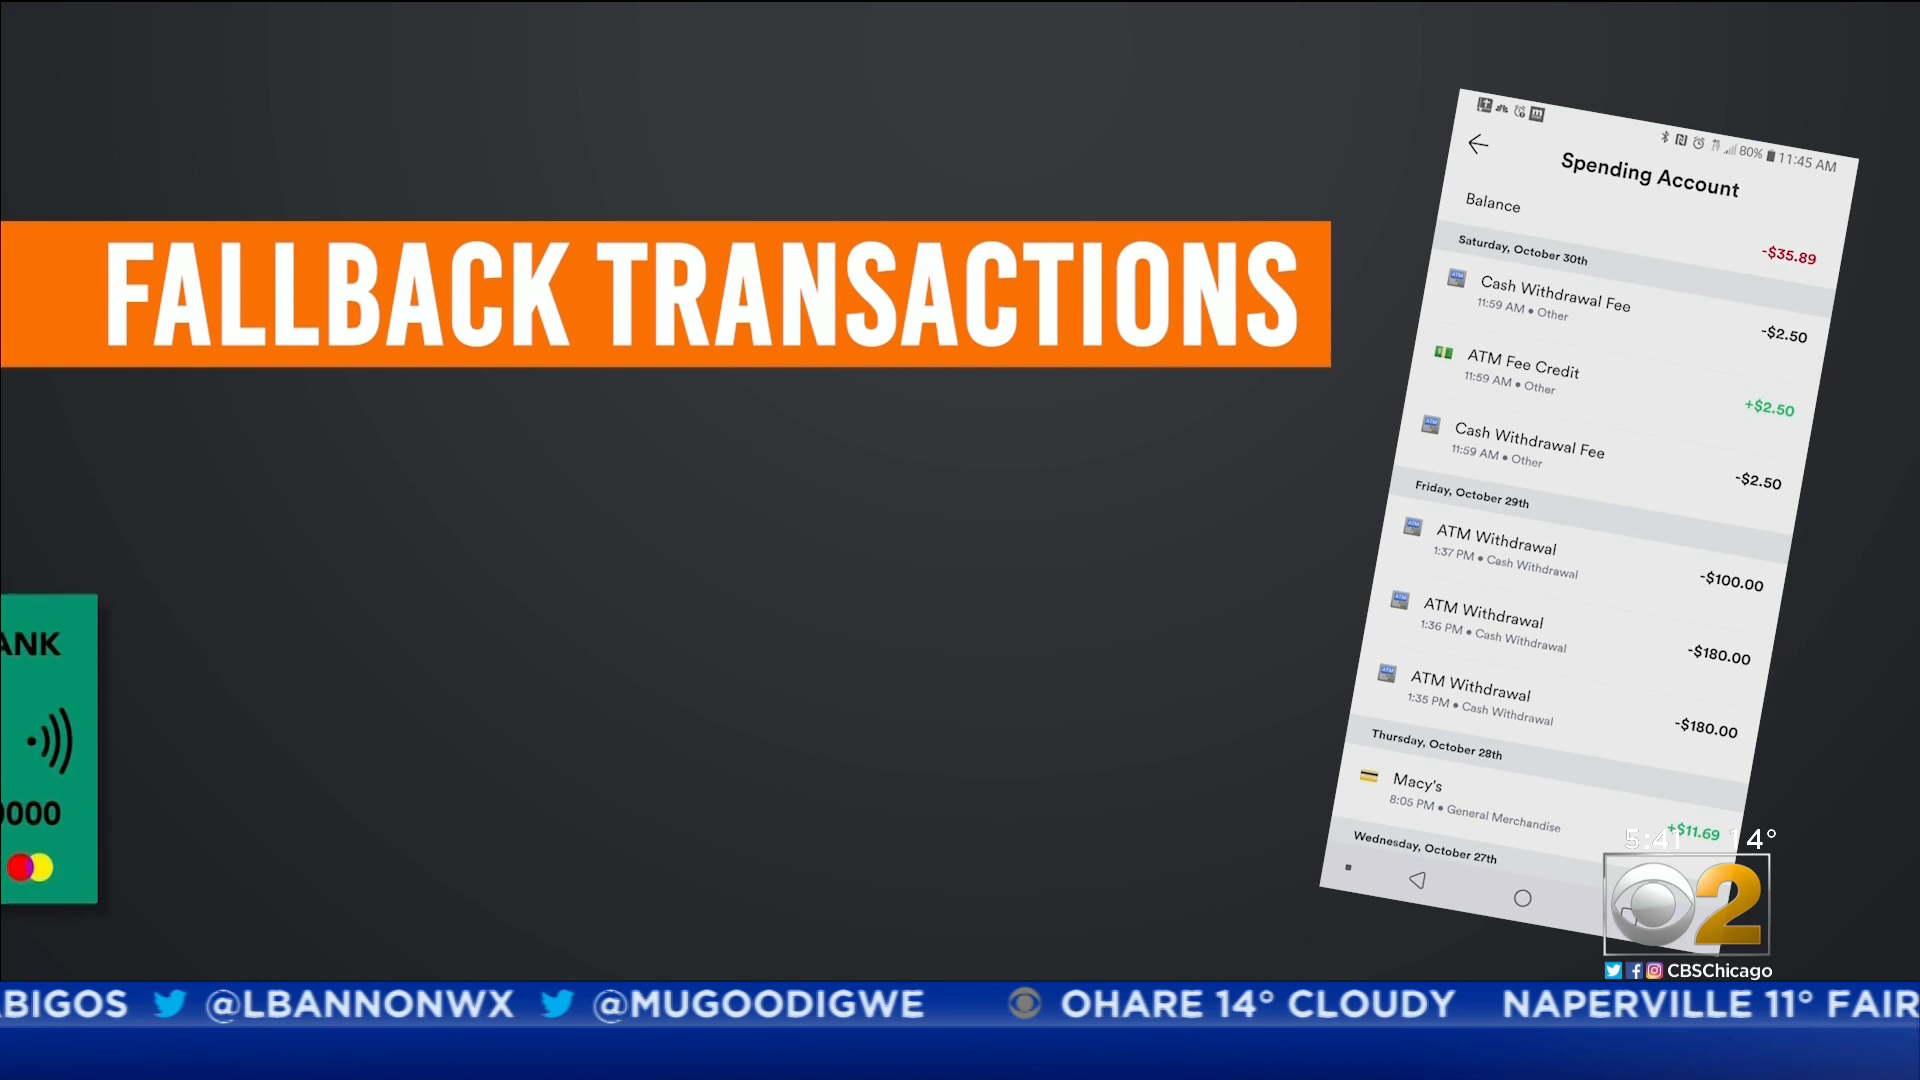 FALLBACK TRANSACTIONS
80% 11:45 AM
Spending Account
Balance
-$35.89
Saturday, October 30th
Cash Withdrawal Fee
11:59 AM • Other
-$2.50
ATM Fee Credit
11:59 AM • Other
+$2.50
Cash Withdrawal Fee
11:59 AM • Other
-$2.50
Friday, October 29th
ATM Withdrawal
1:37 PM • Cash Withdrawal
-$100.00
ATM Withdrawal
1:36 PM • Cash Withdrawal
-$180.00
ATM Withdrawal
1:35 PM • Cash Withdrawal
-$180.00
Thursday, October 28th
Macy's
8:05 PM • General Merchandise
+$11.69
Wednesday, October 27th
ANK
0000
5:41 14°
2
CBSChicago
ABIGOS @LBANNONWX @MUGOODIGWE OHARE 14° CLOUDY NAPERVILLE 11° FAIR